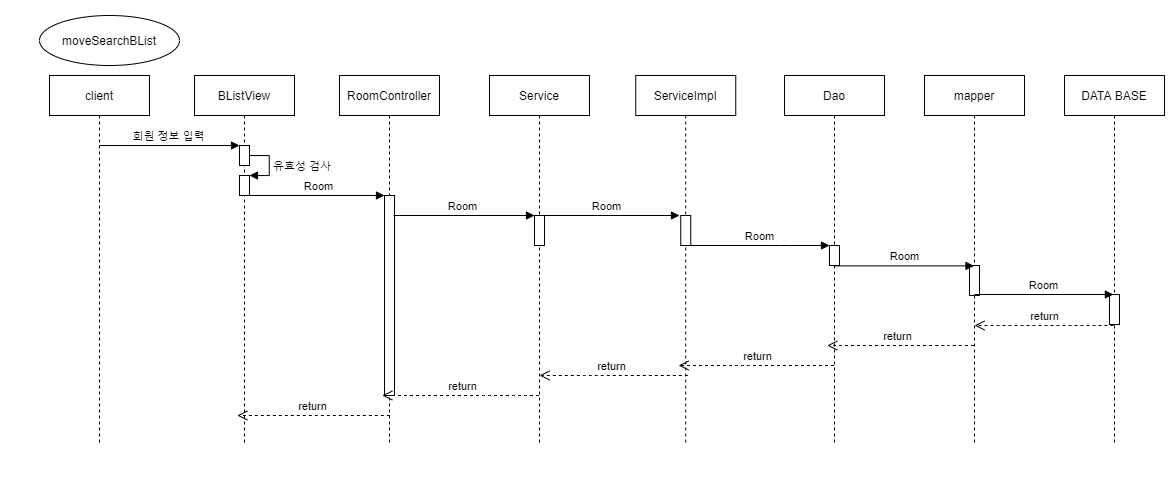 moveSearchBList
client
BListView
RoomController
Service
ServiceImpl
Dao
mapper
DATA BASE
회원 정보 입력
유효성 검사
Room
Room
Room
Room
Room
Room
return
return
return
return
return
return